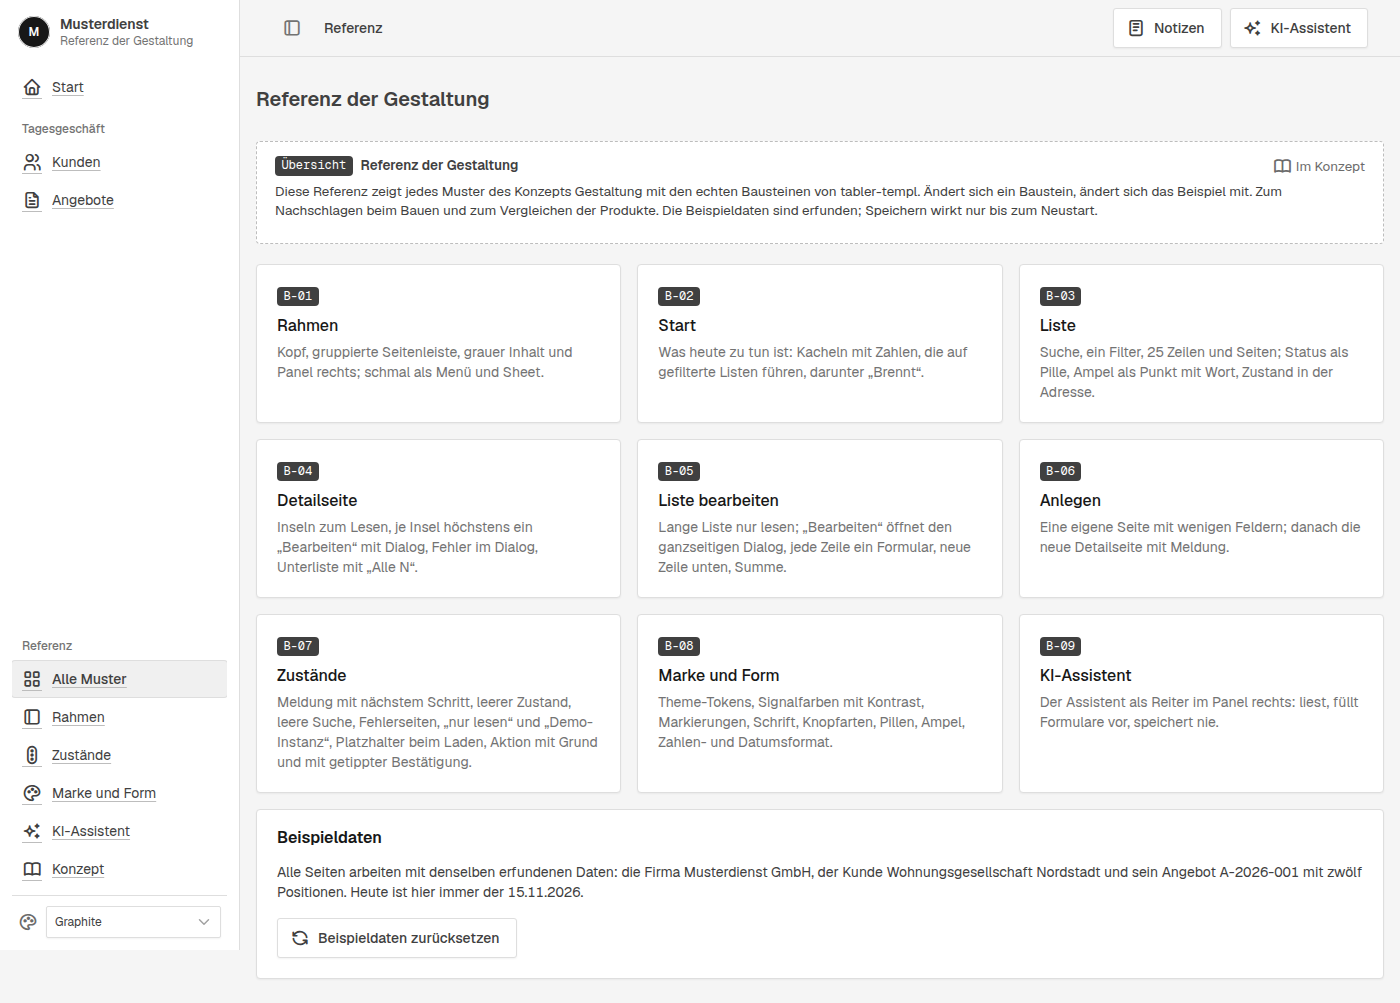 M
Musterdienst
Referenz der Gestaltung
Start
Tagesgeschäft
Kunden
Angebote
Referenz
Alle Muster
Rahmen
Zustände
Marke und Form
KI-Assistent
Konzept
Graphite
Referenz
Notizen
KI-Assistent
Referenz der Gestaltung
Übersicht Referenz der Gestaltung
Im Konzept
Diese Referenz zeigt jedes Muster des Konzepts Gestaltung mit den echten Bausteinen von tabler-templ. Ändert sich ein Baustein, ändert sich das Beispiel mit. Zum
Nachschlagen beim Bauen und zum Vergleichen der Produkte. Die Beispieldaten sind erfunden; Speichern wirkt nur bis zum Neustart.
B-01
Rahmen
Kopf, gruppierte Seitenleiste, grauer Inhalt und
Panel rechts; schmal als Menü und Sheet.
B-02
Start
Was heute zu tun ist: Kacheln mit Zahlen, die auf
gefilterte Listen führen, darunter „Brennt“.
B-03
Liste
Suche, ein Filter, 25 Zeilen und Seiten; Status als
Pille, Ampel als Punkt mit Wort, Zustand in der
Adresse.
B-04
Detailseite
Inseln zum Lesen, je Insel höchstens ein
„Bearbeiten“ mit Dialog, Fehler im Dialog,
Unterliste mit „Alle N“.
B-05
Liste bearbeiten
Lange Liste nur lesen; „Bearbeiten“ öffnet den
ganzseitigen Dialog, jede Zeile ein Formular, neue
Zeile unten, Summe.
B-06
Anlegen
Eine eigene Seite mit wenigen Feldern; danach die
neue Detailseite mit Meldung.
B-07
Zustände
Meldung mit nächstem Schritt, leerer Zustand,
leere Suche, Fehlerseiten, „nur lesen“ und „Demo-
Instanz“, Platzhalter beim Laden, Aktion mit Grund
und mit getippter Bestätigung.
B-08
Marke und Form
Theme-Tokens, Signalfarben mit Kontrast,
Markierungen, Schrift, Knopfarten, Pillen, Ampel,
Zahlen- und Datumsformat.
B-09
KI-Assistent
Der Assistent als Reiter im Panel rechts: liest, füllt
Formulare vor, speichert nie.
Beispieldaten
Alle Seiten arbeiten mit denselben erfundenen Daten: die Firma Musterdienst GmbH, der Kunde Wohnungsgesellschaft Nordstadt und sein Angebot A-2026-001 mit zwölf
Positionen. Heute ist hier immer der 15.11.2026.
Beispieldaten zurücksetzen